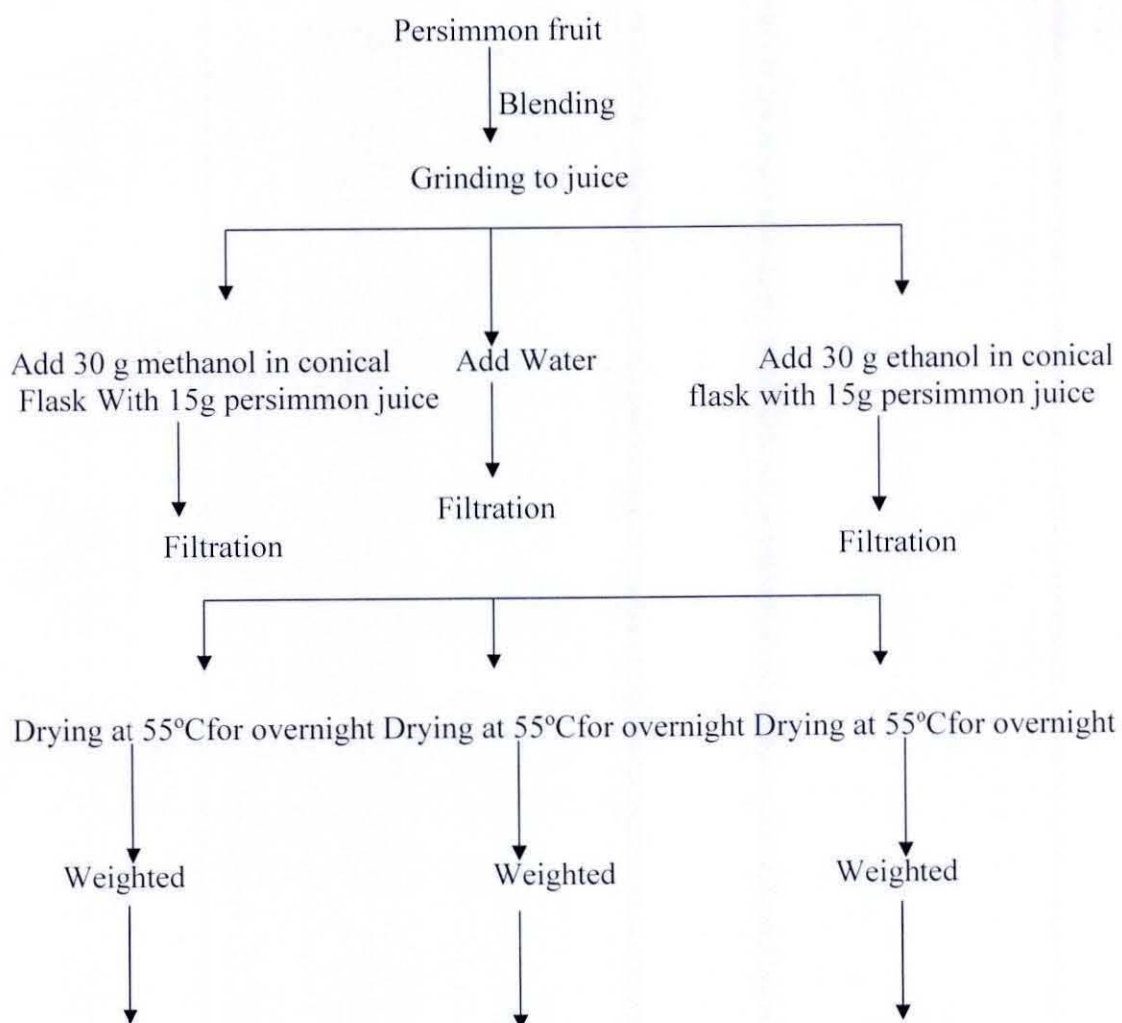 Persimmon fruit
Blending
Grinding to juice
Add 30 g methanol in conical
Flask With 15g persimmon juice
Add Water
Add 30 g ethanol in conical
flask with 15g persimmon juice
Filtration
Filtration
Filtration
Drying at 55ºCfor overnight Drying at 55ºCfor overnight Drying at 55ºCfor overnight
Weighted
Weighted
Weighted